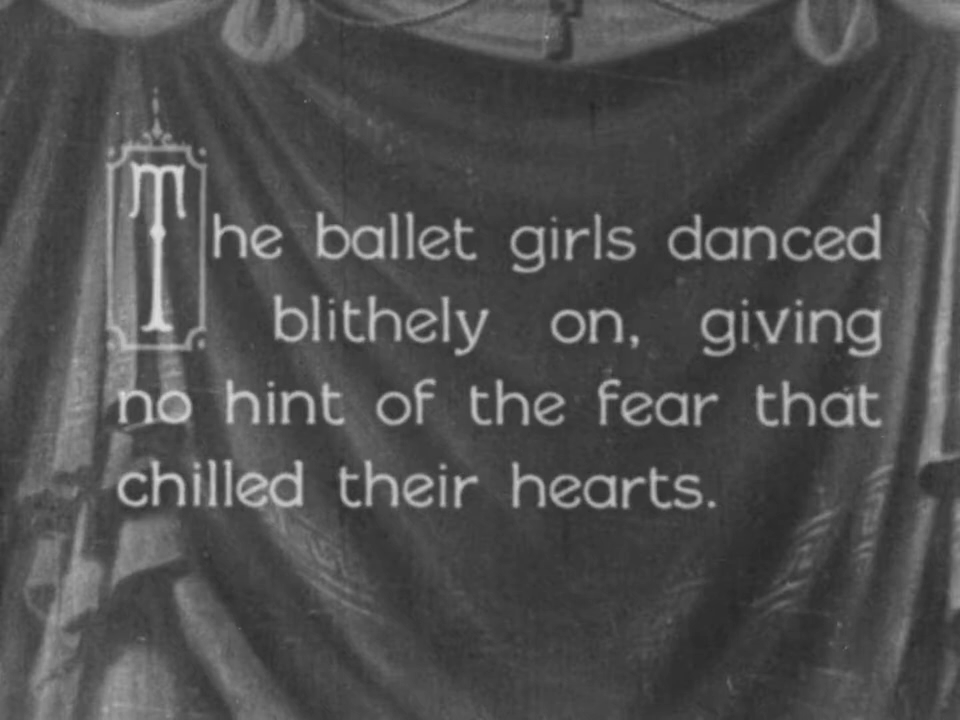 The ballet girls danced
blithely on, giving
no hint of the fear that
chilled their hearts.